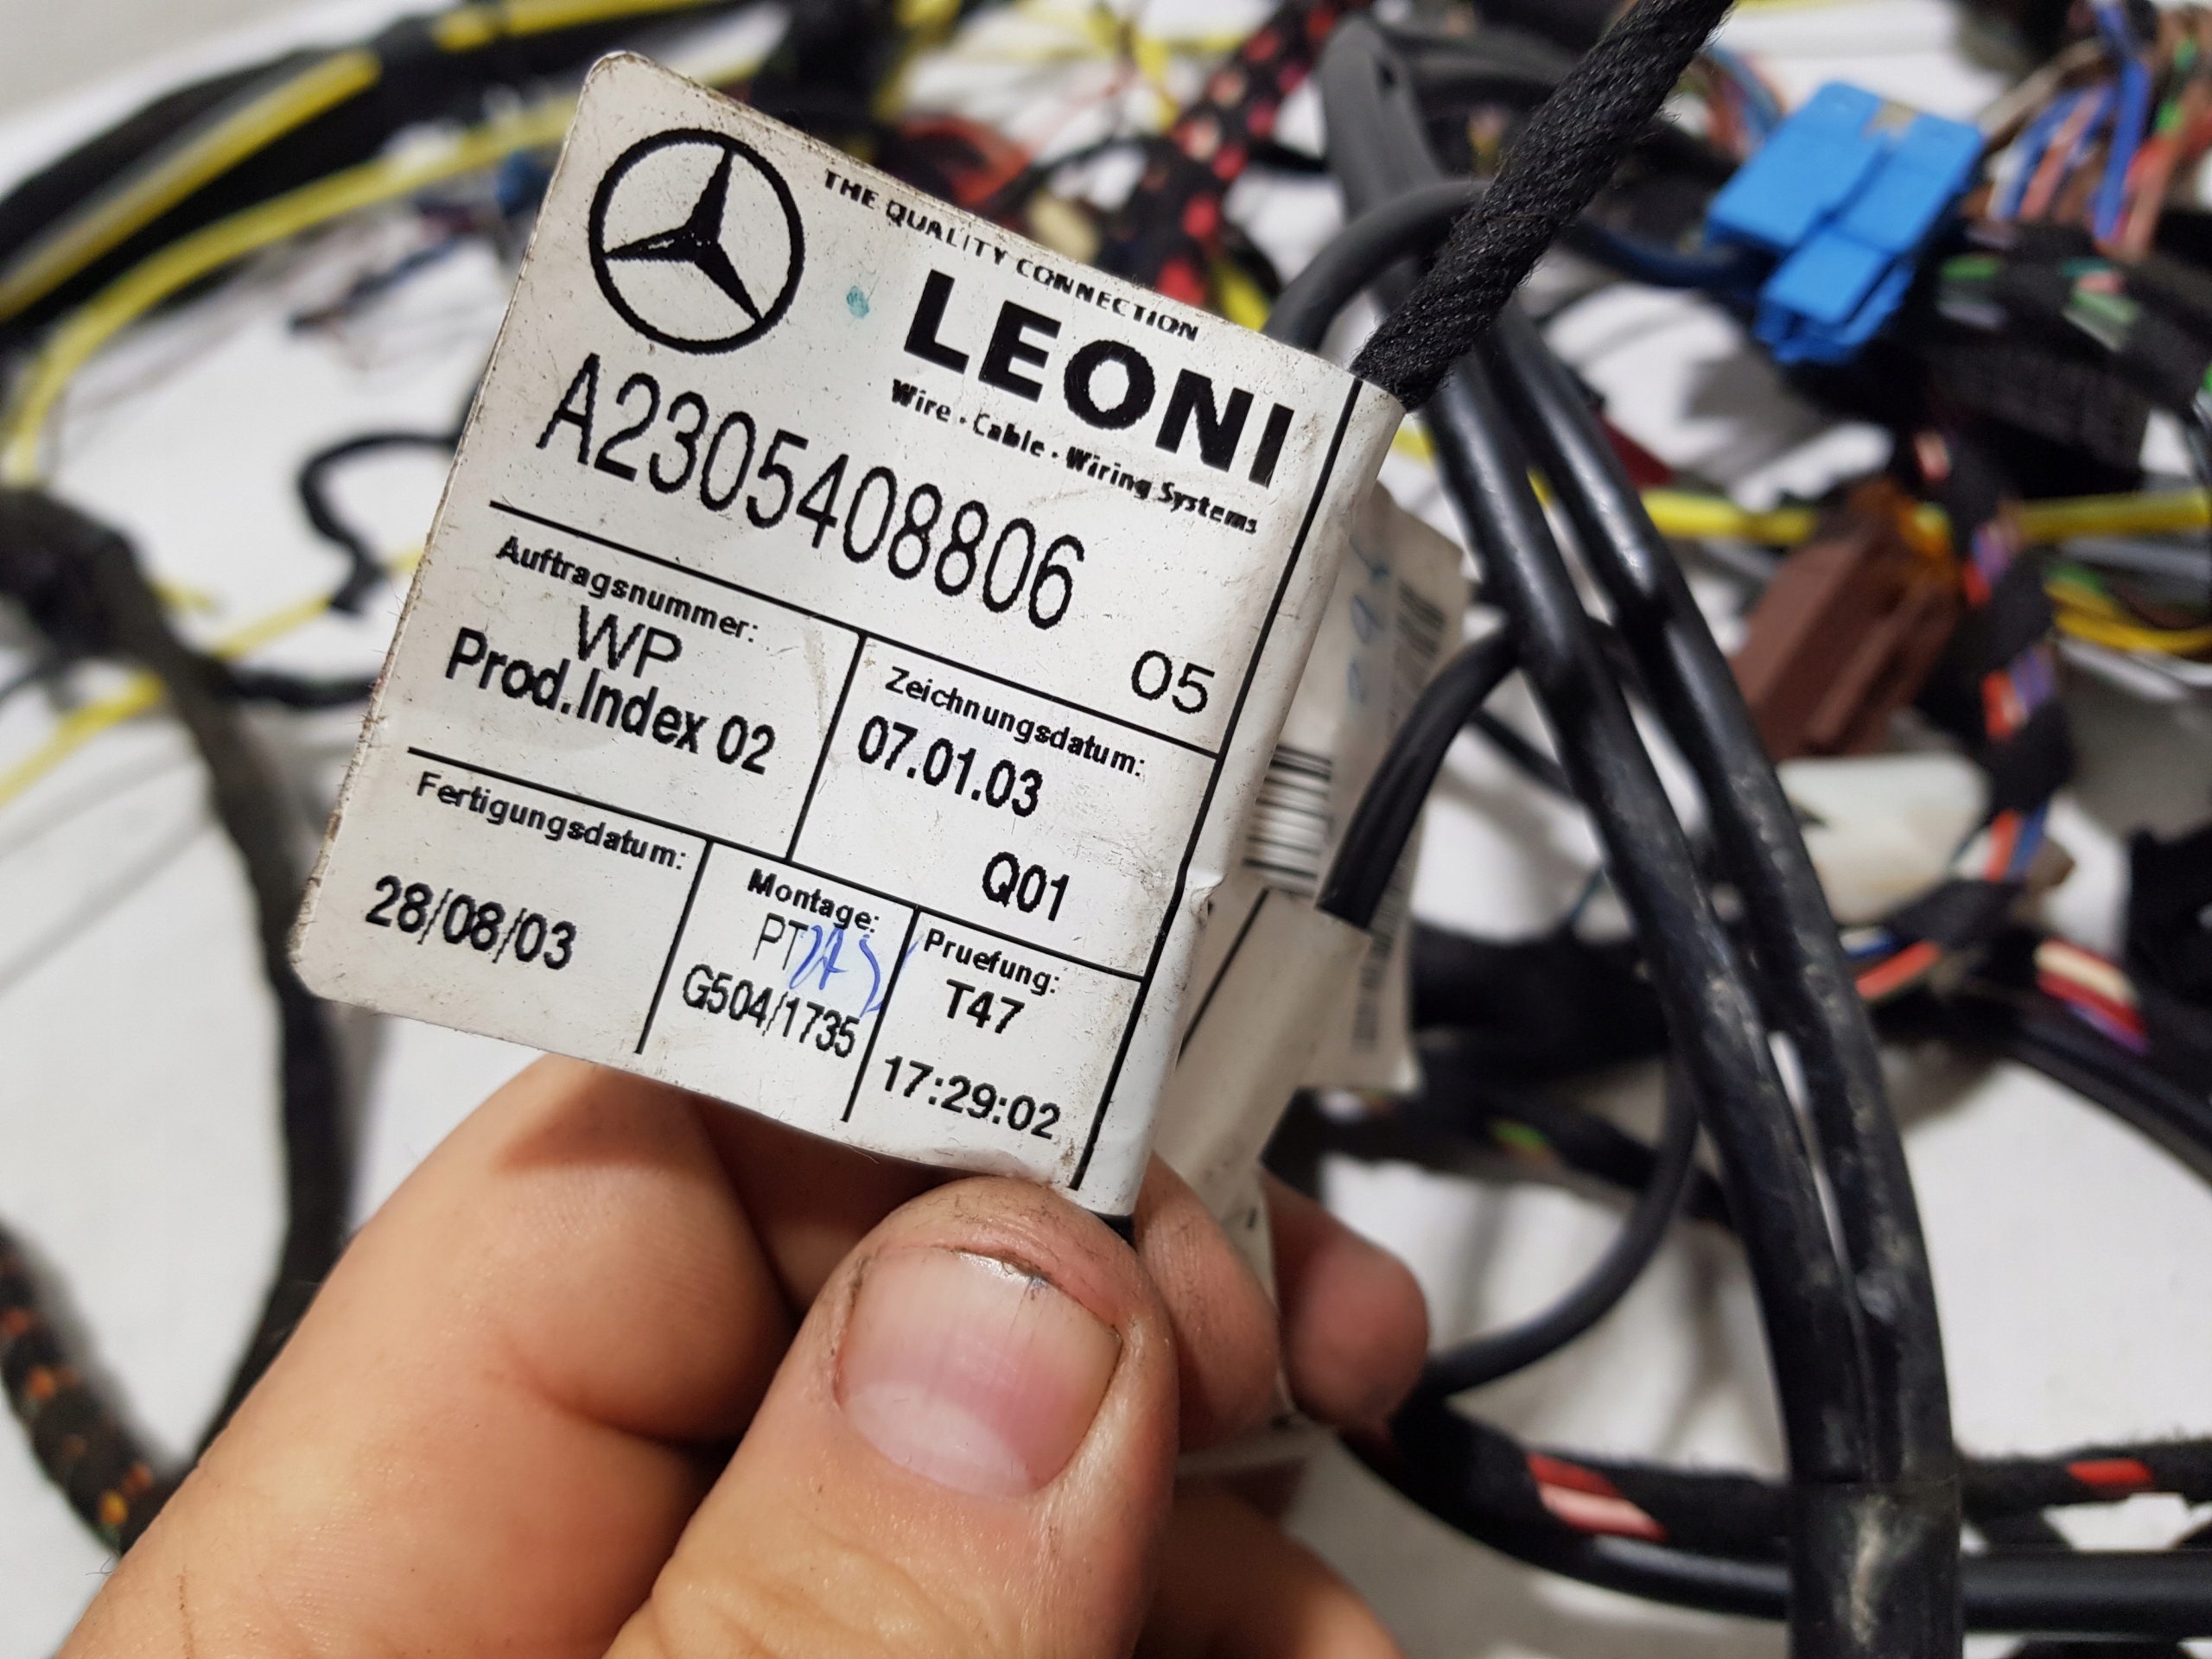 THE QUALITY CONNECTION
LEONI
Wire · Cable · Wiring Systems
A2305408806
05
Auftragsnummer:
WP
Prod.Index 02
Zeichnungsdatum:
07.01.03
Q01
Fertigungsdatum:
28/08/03
Montage:
PT
G504/1735
Pruefung:
T47
17:29:02